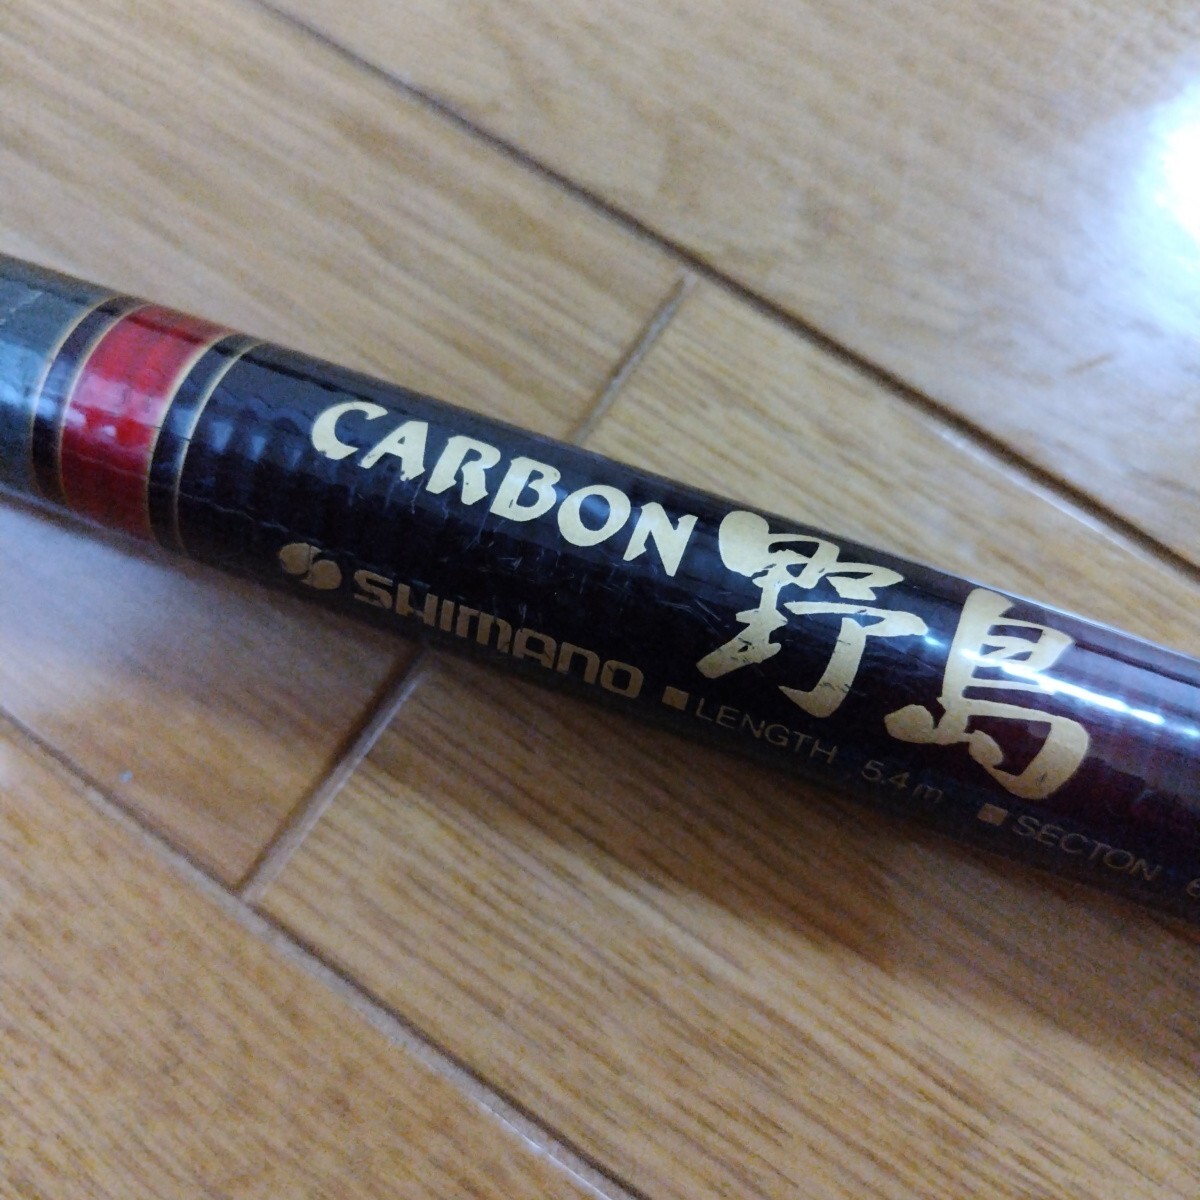 CARBON 野島
SHIMANO ■ LENGTH 5.4m ■ SECTON